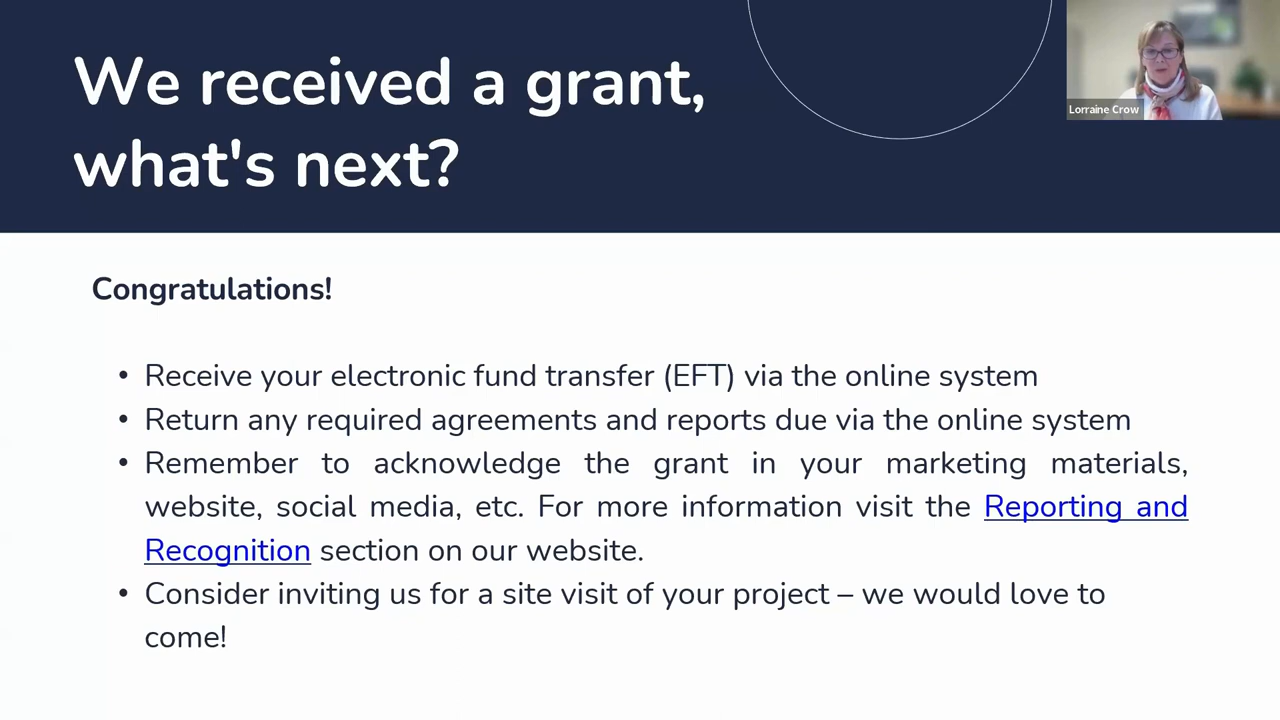 We received a grant,
what's next?
Lorraine Crow
Congratulations!
• Receive your electronic fund transfer (EFT) via the online system
• Return any required agreements and reports due via the online system
• Remember to acknowledge the grant in your marketing materials,
website, social media, etc. For more information visit the Reporting and
Recognition section on our website.
• Consider inviting us for a site visit of your project – we would love to
come!